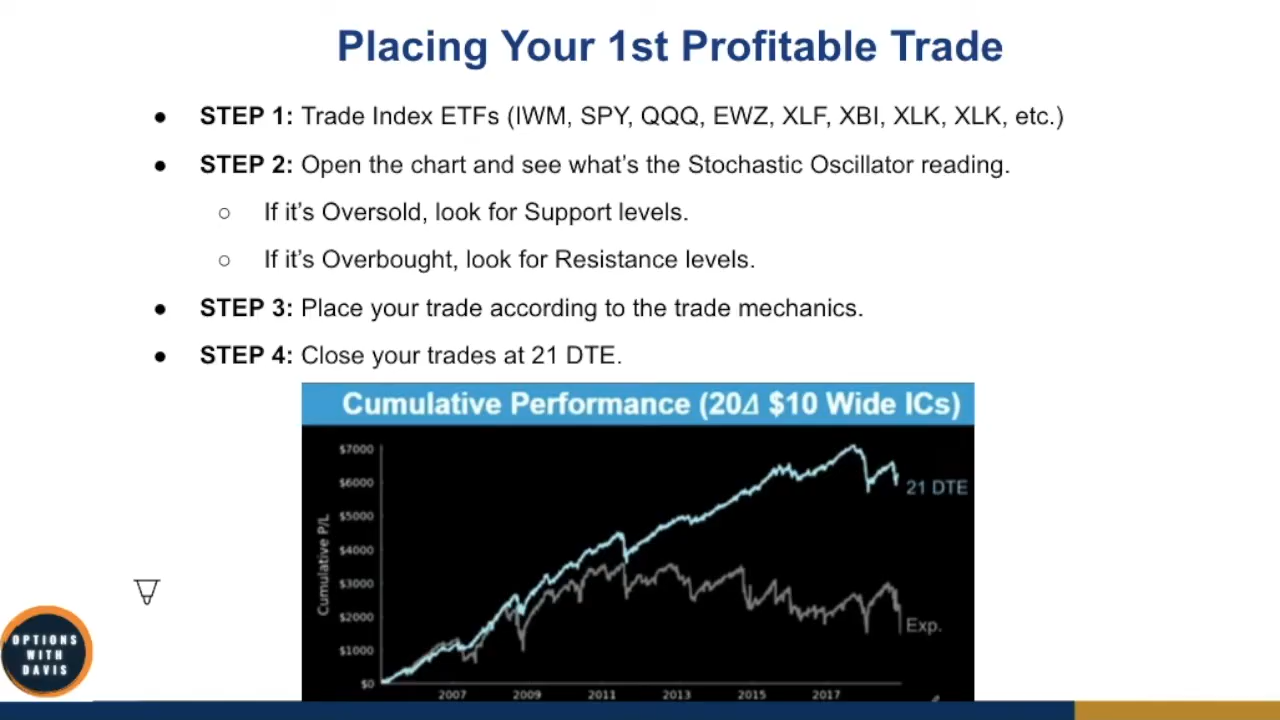 Placing Your 1st Profitable Trade
● STEP 1: Trade Index ETFs (IWM, SPY, QQQ, EWZ, XLF, XBI, XLK, XLK, etc.)
● STEP 2: Open the chart and see what’s the Stochastic Oscillator reading.
○ If it’s Oversold, look for Support levels.
○ If it’s Overbought, look for Resistance levels.
● STEP 3: Place your trade according to the trade mechanics.
● STEP 4: Close your trades at 21 DTE.
Cumulative Performance (20Δ $10 Wide ICs)
Cumulative P/L
$7000
$6000
$5000
$4000
$3000
$2000
$1000
$0
21 DTE
Exp.
2007 2009 2011 2013 2015 2017
OPTIONS
WITH
DAVIS